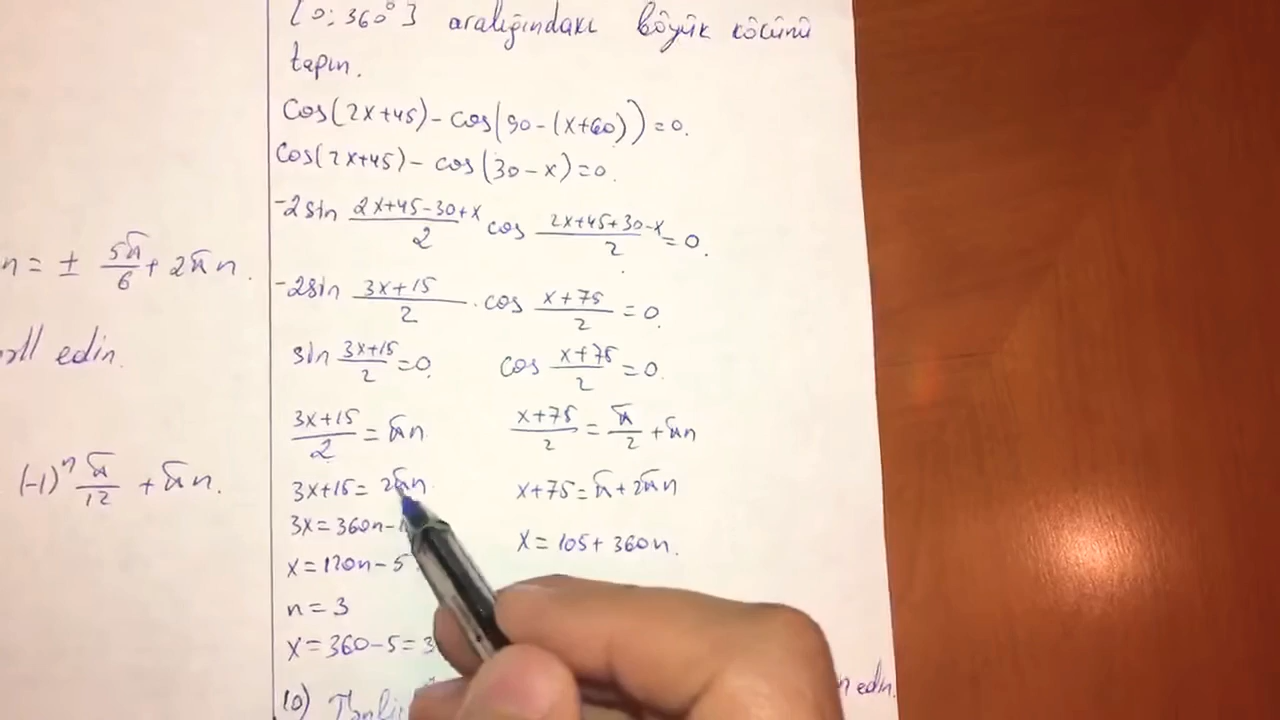 [0; 360°] aralığındakı böyük kökünü
tapın.
cos(2x+45) - cos(90-(x+60)) = 0.
cos(2x+45) - cos(30-x) = 0.
-2sin (2x+45-30+x)/2 cos (2x+45+30-x)/2 = 0.
-2sin (3x+15)/2 · cos (x+75)/2 = 0.
sin (3x+15)/2 = 0. cos (x+75)/2 = 0.
(3x+15)/2 = πn. (x+75)/2 = π/2 + πn
3x+15 = 2πn. x+75 = π+2πn
3x = 360n -
x = 120n - 5 x = 105 + 360n.
n = 3
x = 360 - 5 = 3
10)
n = ± 5π/6 + 2πn.
edin.
(-1)ⁿ π/12 + πn.
edin.